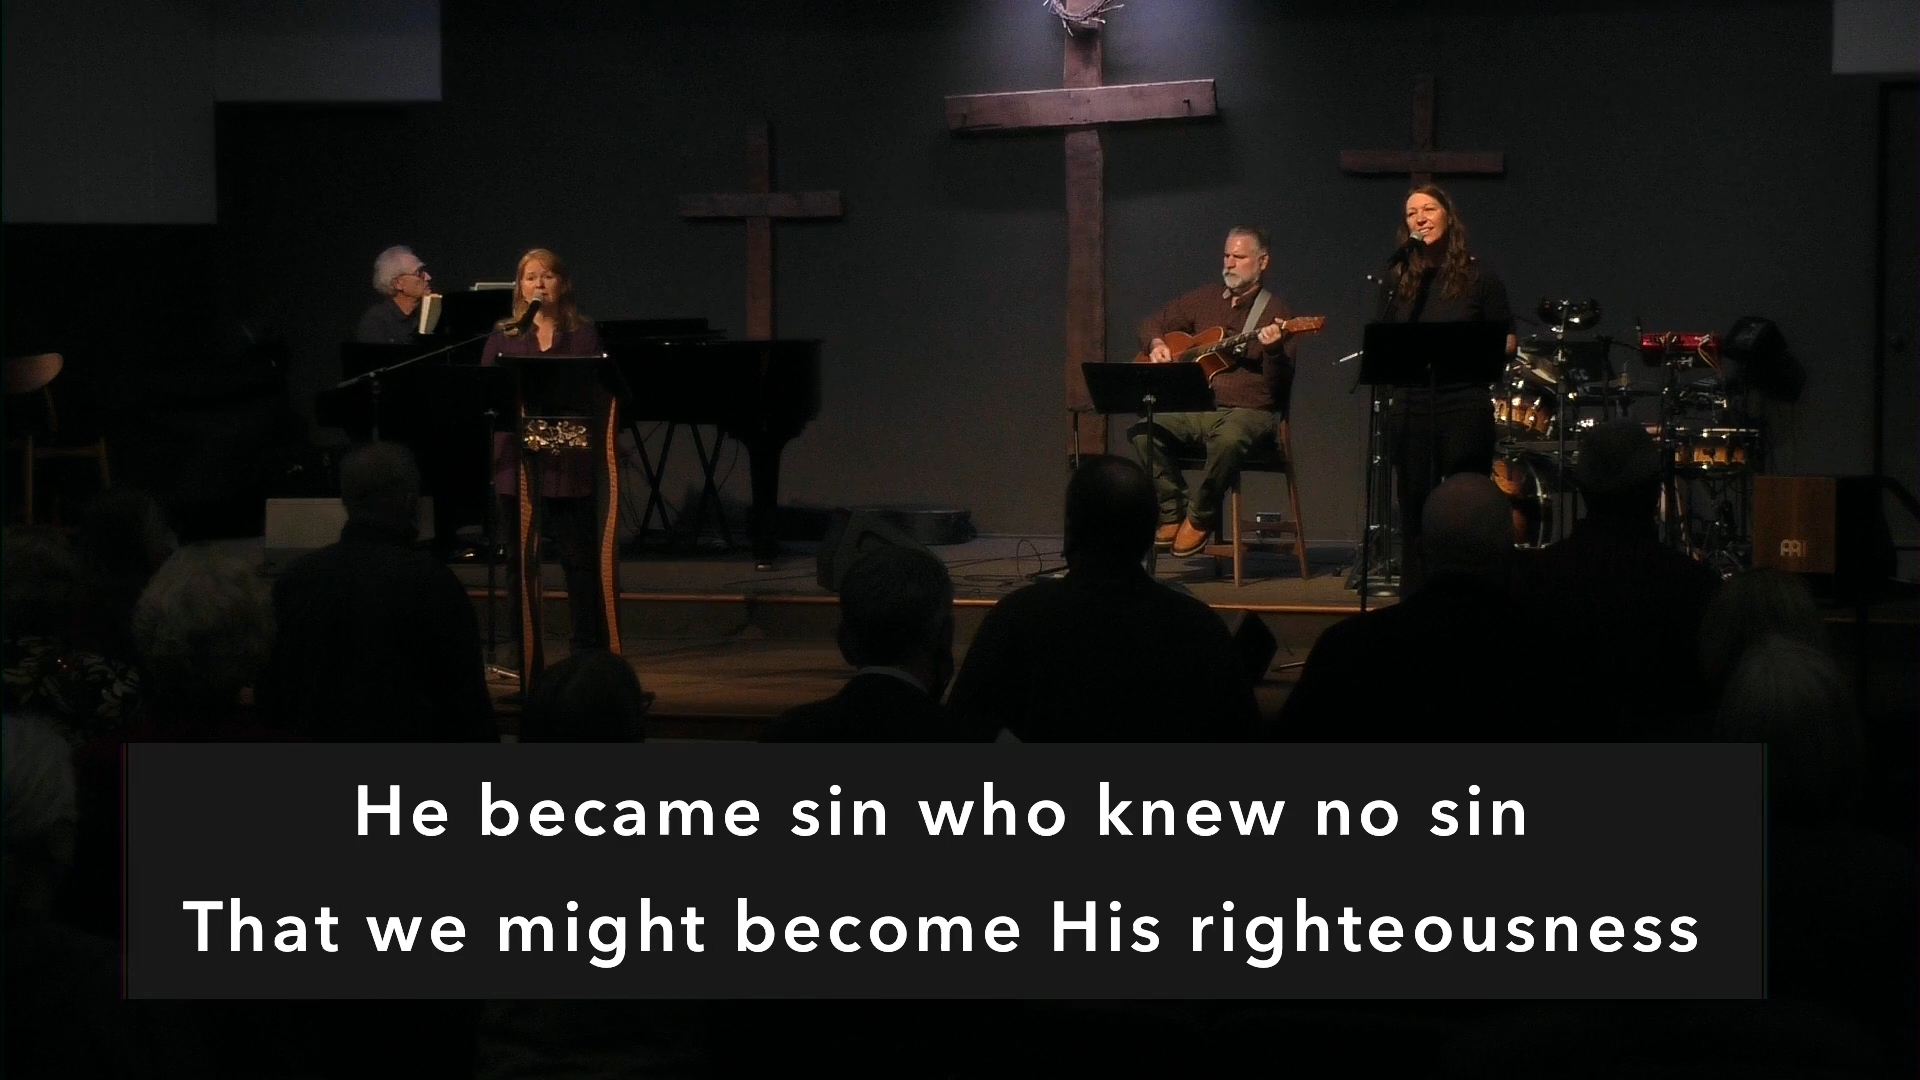 He became sin who knew no sin
That we might become His righteousness